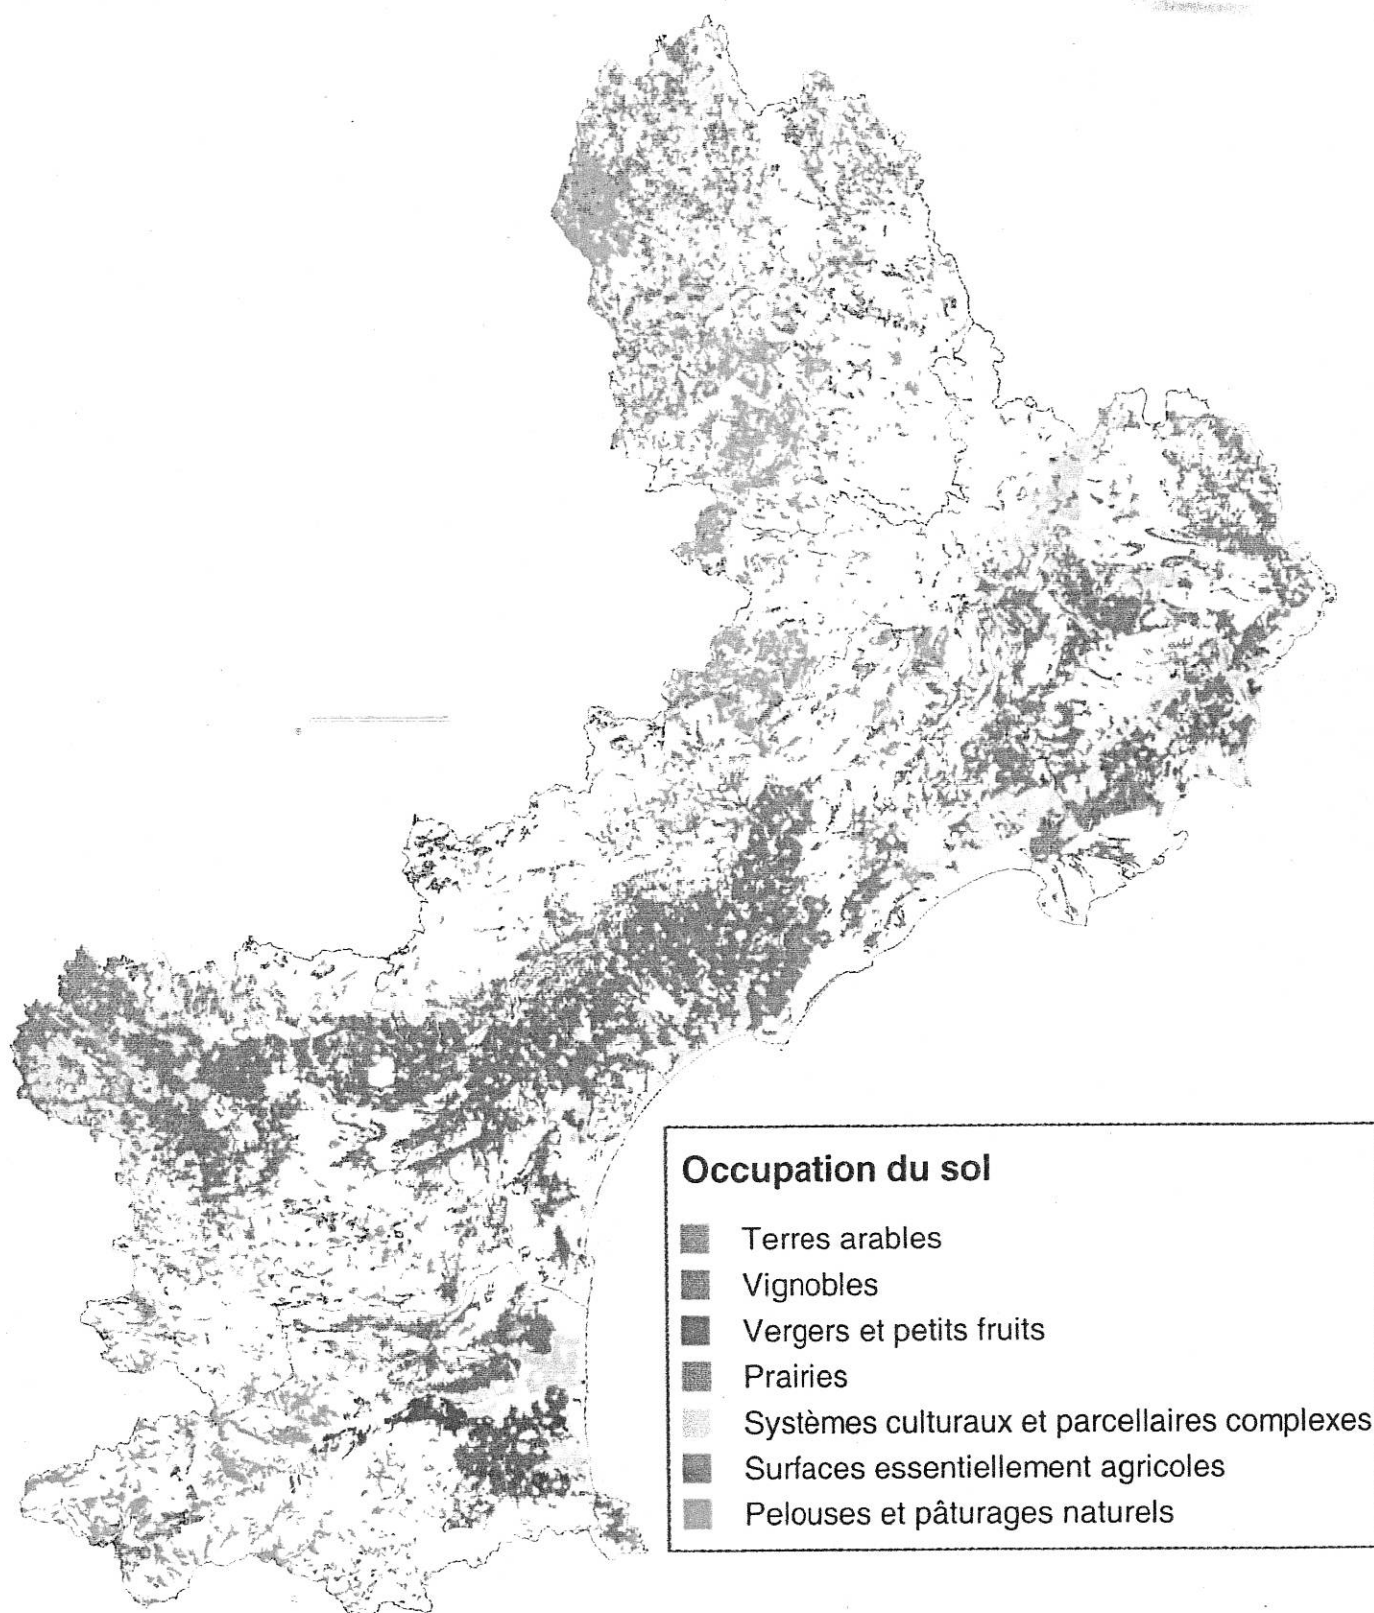 Occupation du sol
Terres arables
Vignobles
Vergers et petits fruits
Prairies
Systèmes culturaux et parcellaires complexes
Surfaces essentiellement agricoles
Pelouses et pâturages naturels